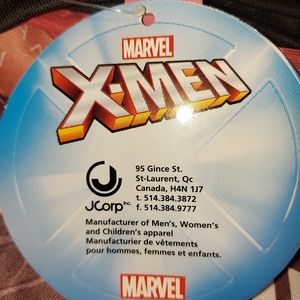 MARVEL
X-MEN
JCorp Inc.
95 Gince St.
St-Laurent, Qc
Canada, H4N 1J7
t. 514.384.3872
f. 514.384.9777
Manufacturer of Men's, Women's
and Children's apparel
Manufacturier de vêtements
pour hommes, femmes et enfants.
MARVEL